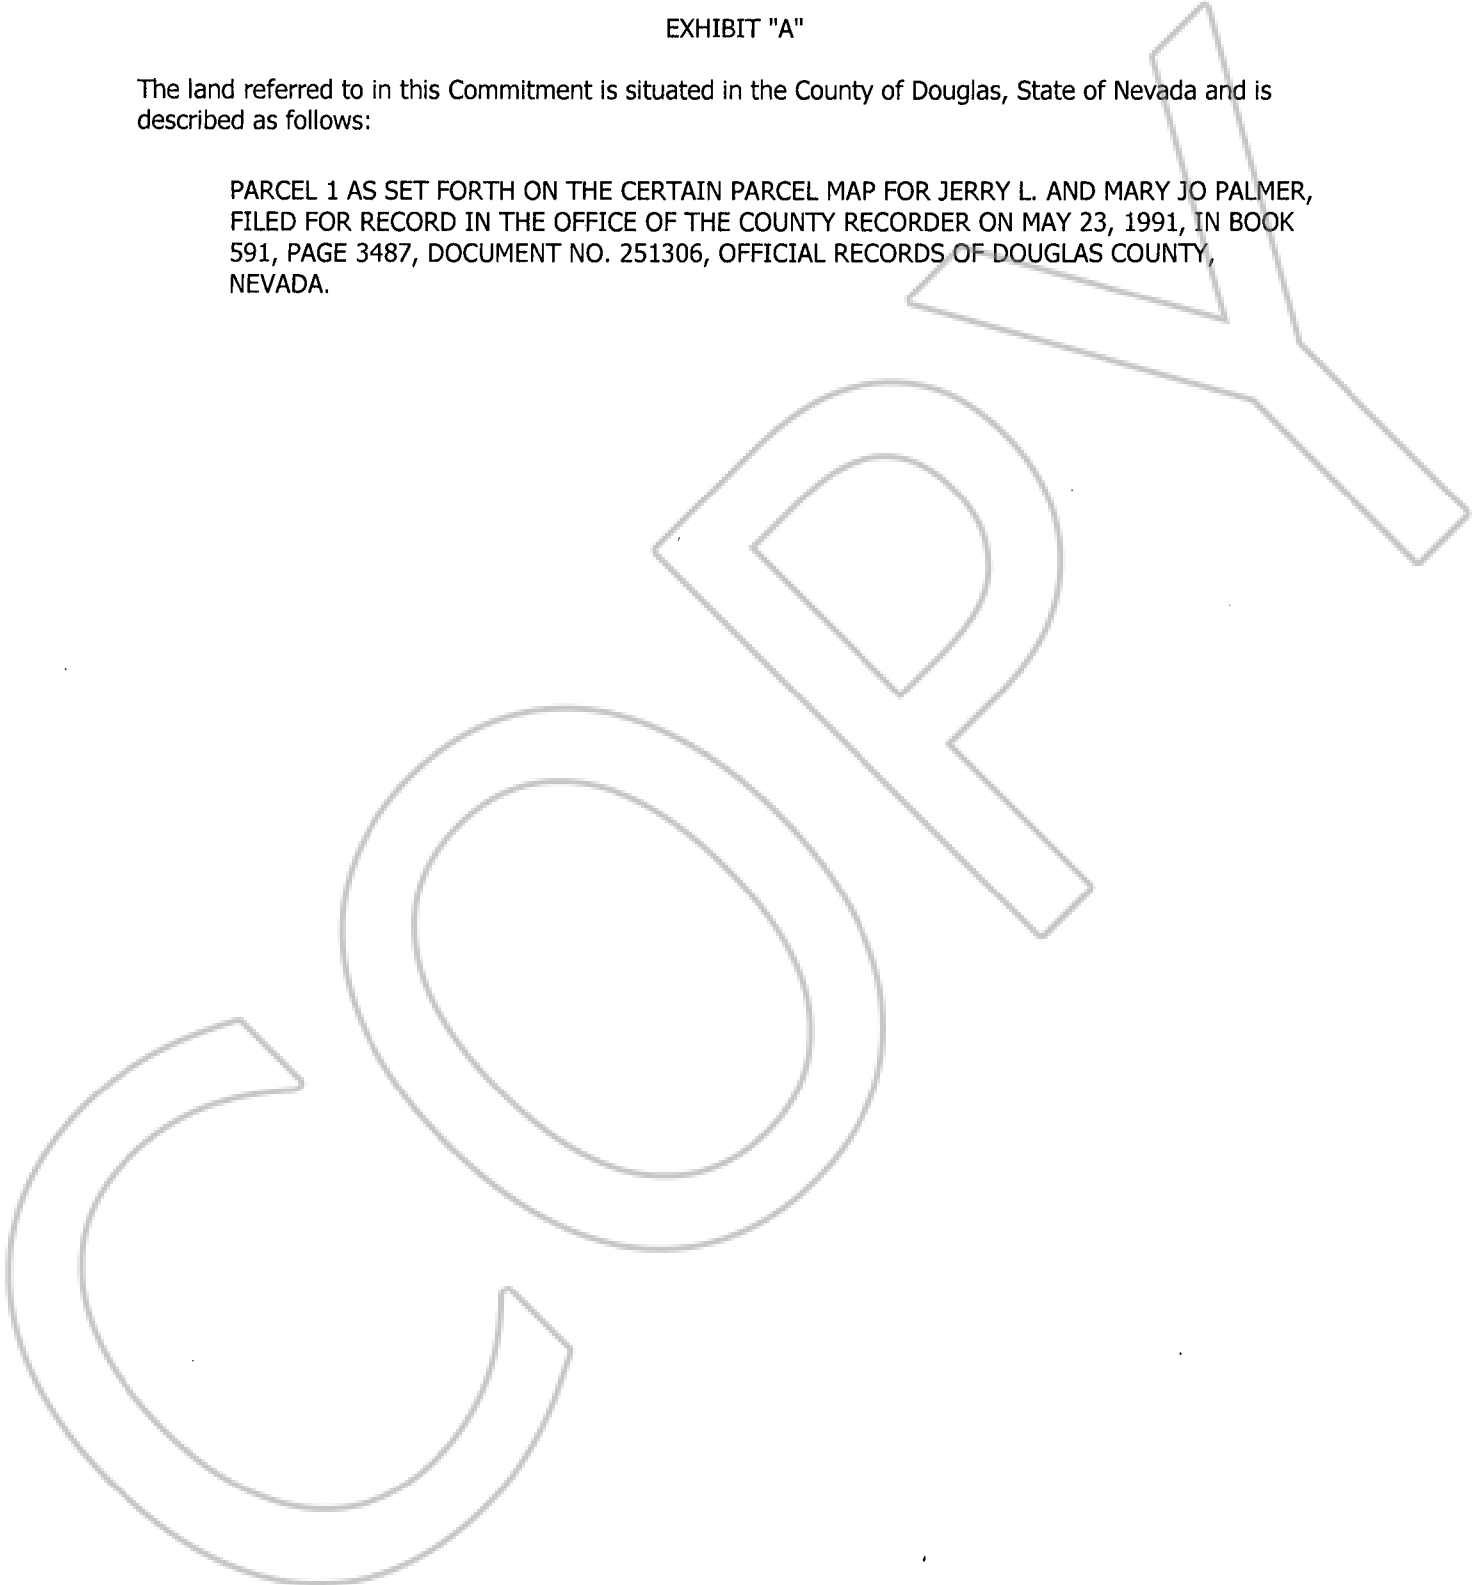 EXHIBIT "A"
The land referred to in this Commitment is situated in the County of Douglas, State of Nevada and is
described as follows:
PARCEL 1 AS SET FORTH ON THE CERTAIN PARCEL MAP FOR JERRY L. AND MARY JO PALMER,
FILED FOR RECORD IN THE OFFICE OF THE COUNTY RECORDER ON MAY 23, 1991, IN BOOK
591, PAGE 3487, DOCUMENT NO. 251306, OFFICIAL RECORDS OF DOUGLAS COUNTY,
NEVADA.
COPY